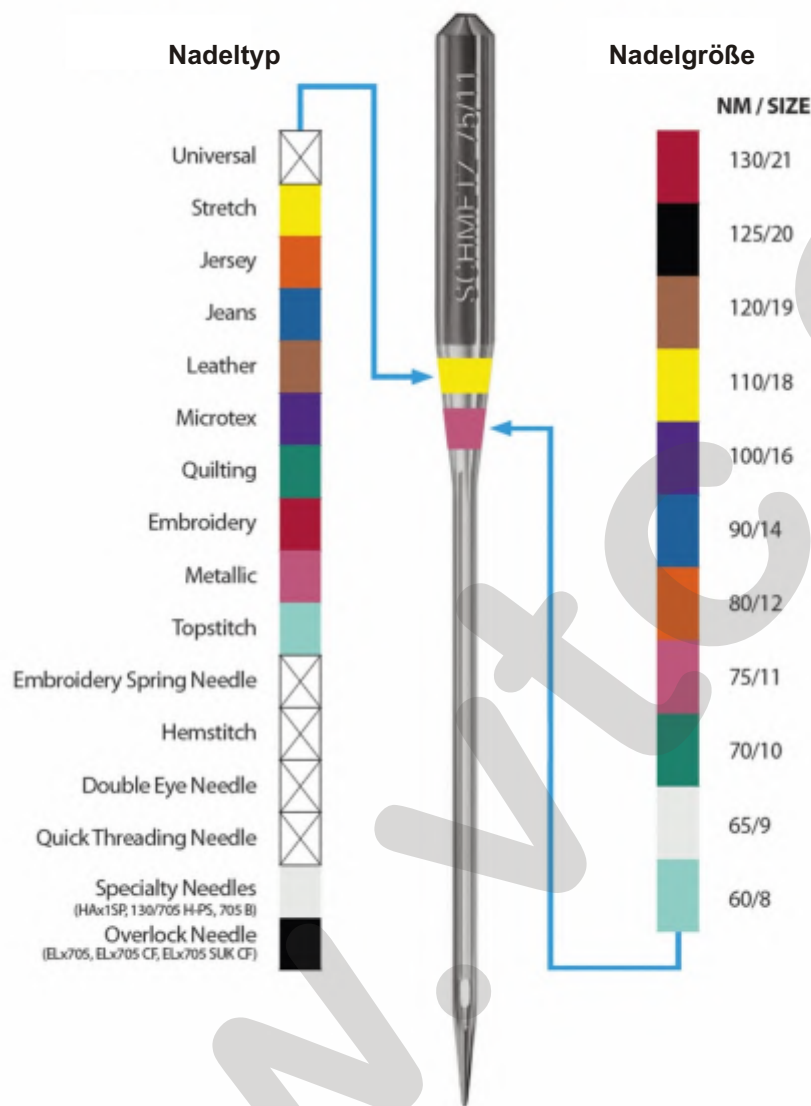 Nadeltyp
Nadelgröße
NM / SIZE
Universal
Stretch
Jersey
Jeans
Leather
Microtex
Quilting
Embroidery
Metallic
Topstitch
Embroidery Spring Needle
Hemstitch
Double Eye Needle
Quick Threading Needle
Specialty Needles
(HAx1SP, 130/705 H-PS, 705 B)
Overlock Needle
(ELx705, ELx705 CF, ELx705 SUK CF)
SCHMETZ 75/11
130/21
125/20
120/19
110/18
100/16
90/14
80/12
75/11
70/10
65/9
60/8
w.vtc